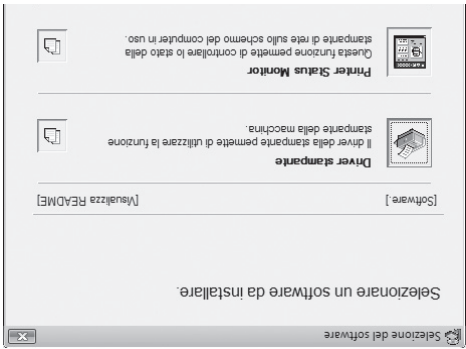 Selezione del software
Selezionare un software da installare.
[Software.] [Visualizza README]
Driver stampante
Il driver della stampante permette di utilizzare la funzione
stampante della macchina.
Printer Status Monitor
Questa funzione permette di controllare lo stato della
stampante di rete sullo schermo del computer in uso.